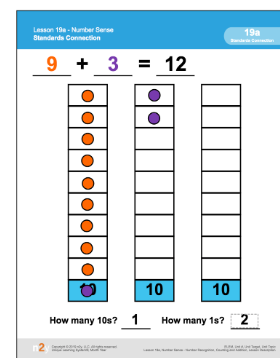 Lesson 19a - Number Sense
Standards Connection
19a
Standards Connection
9 + 3 = 12
10 10 10
How many 10s? 1 How many 1s? 2